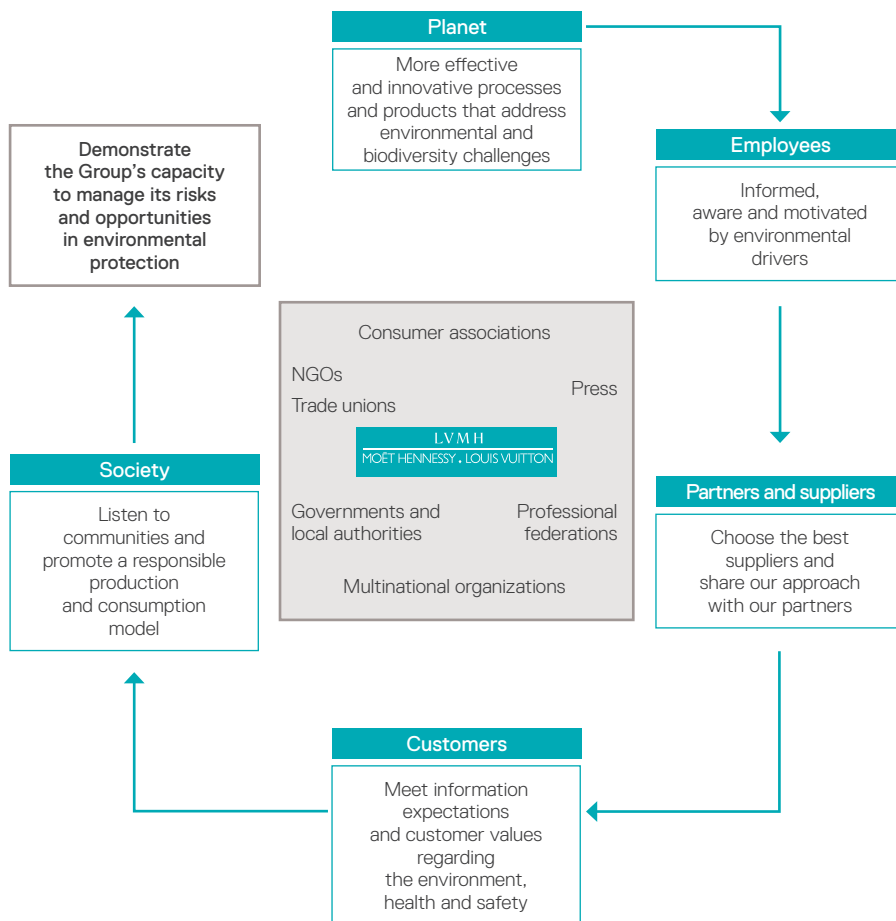 Planet
More effective
and innovative processes
and products that address
environmental and
biodiversity challenges
Employees
Informed,
aware and motivated
by environmental
drivers
Partners and suppliers
Choose the best
suppliers and
share our approach
with our partners
Customers
Meet information
expectations
and customer values
regarding
the environment,
health and safety
Society
Listen to
communities and
promote a responsible
production
and consumption
model
Demonstrate
the Group’s capacity
to manage its risks
and opportunities
in environmental
protection
Consumer associations
NGOs
Trade unions
Press
LVMH
MOËT HENNESSY . LOUIS VUITTON
Governments and
local authorities
Professional
federations
Multinational organizations